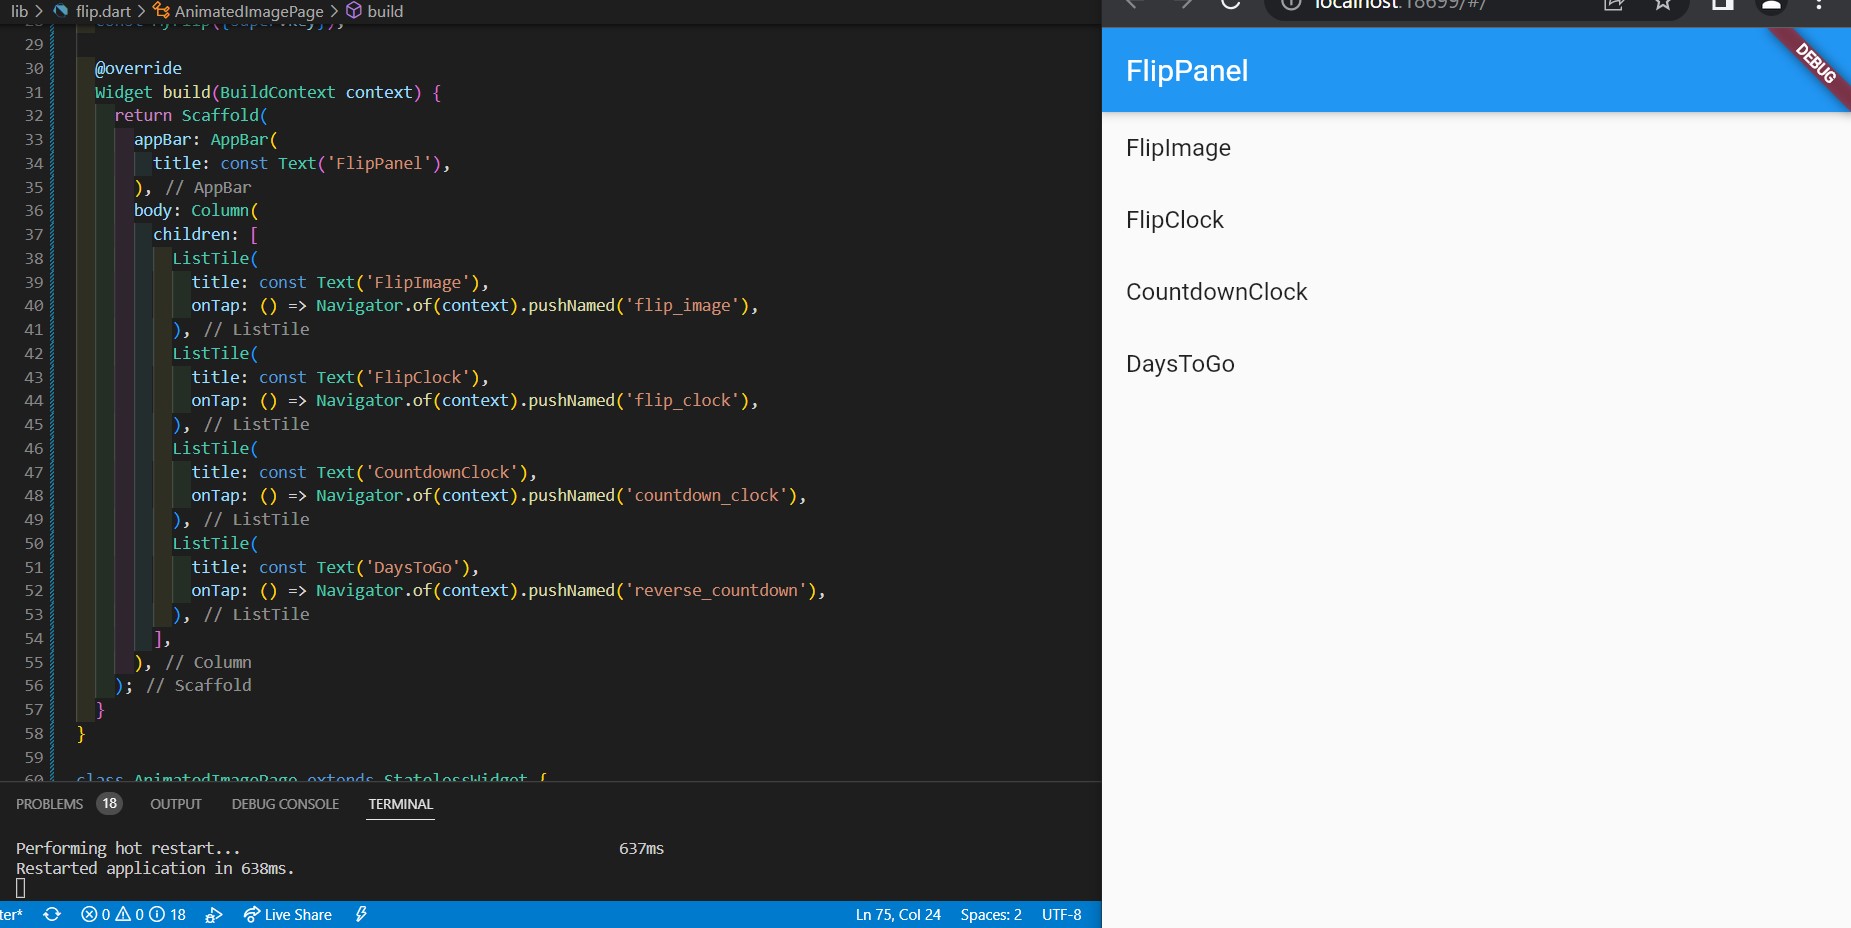 lib > flip.dart > AnimatedImagePage > build
29
30 @override
31 Widget build(BuildContext context) {
32 return Scaffold(
33 appBar: AppBar(
34 title: const Text('FlipPanel'),
35 ), // AppBar
36 body: Column(
37 children: [
38 ListTile(
39 title: const Text('FlipImage'),
40 onTap: () => Navigator.of(context).pushNamed('flip_image'),
41 ), // ListTile
42 ListTile(
43 title: const Text('FlipClock'),
44 onTap: () => Navigator.of(context).pushNamed('flip_clock'),
45 ), // ListTile
46 ListTile(
47 title: const Text('CountdownClock'),
48 onTap: () => Navigator.of(context).pushNamed('countdown_clock'),
49 ), // ListTile
50 ListTile(
51 title: const Text('DaysToGo'),
52 onTap: () => Navigator.of(context).pushNamed('reverse_countdown'),
53 ), // ListTile
54 ],
55 ), // Column
56 ); // Scaffold
57 }
58 }
59
60 class AnimatedImagePage extends StatelessWidget {
PROBLEMS 18 OUTPUT DEBUG CONSOLE TERMINAL
Performing hot restart... 637ms
Restarted application in 638ms.
ter* 0 0 18 Live Share Ln 75, Col 24 Spaces: 2 UTF-8
localhost:18699/#/
FlipPanel
DEBUG
FlipImage
FlipClock
CountdownClock
DaysToGo